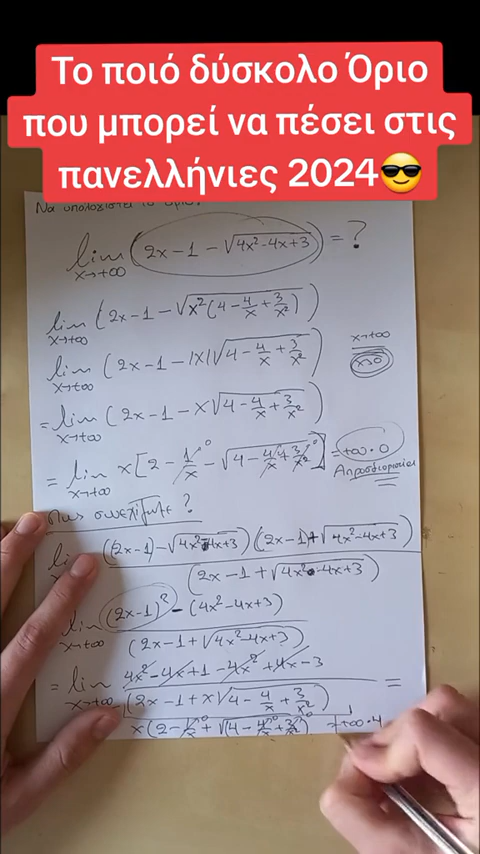 Το ποιό δύσκολο Όριο
που μπορεί να πέσει στις
πανελλήνιες 2024😎
Να υπολογιστεί το όριο:
lim x→+∞ (2x-1-√(4x²-4x+3)) = ?
lim x→+∞ (2x-1-√(x²(4-4/x+3/x²)))
lim x→+∞ (2x-1-|x|√(4-4/x+3/x²)) x→+∞ x>0
= lim x→+∞ (2x-1-x√(4-4/x+3/x²))
= lim x→+∞ x[2-1/x-√(4-4/x+3/x²)] = +∞·0
Απροσδιοριστία
Πως συνεχίζουμε ?
lim ((2x-1)-√(4x²-4x+3))(2x-1)+√(4x²-4x+3)) / (2x-1+√(4x²-4x+3))
lim x→+∞ (2x-1)²-(4x²-4x+3) / (2x-1+√(4x²-4x+3))
= lim x→+∞ 4x²-4x+1-4x²+4x-3 / (2x-1+x√(4-4/x+3/x²)) =
x(2-1/x+√(4-4/x+3/x²)) +∞·4